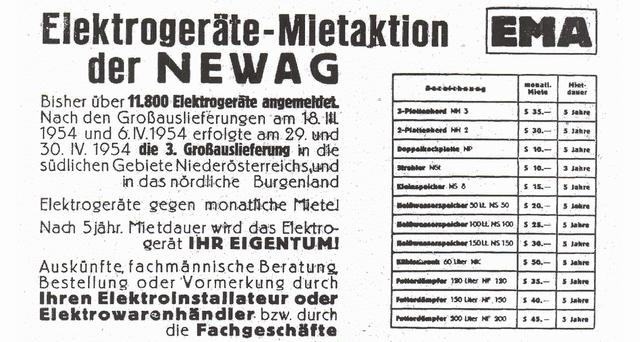 Elektrogeräte-Mietaktion
der NEWAG
EMA
Bisher über 11.800 Elektrogeräte angemeldet.
Nach den Großauslieferungen am 18. III.
1954 und 6. IV. 1954 erfolgte am 29. und
30. IV. 1954 die 3. Großauslieferung in die
südlichen Gebiete Niederösterreichs, und
in das nördliche Burgenland
Elektrogeräte gegen monatliche Miete!
Nach 5jähr. Mietdauer wird das Elektro-
gerät IHR EIGENTUM!
Auskünfte, fachmännische Beratung,
Bestellung oder Vormerkung durch
Ihren Elektroinstallateur oder
Elektrowarenhändler bzw. durch
die Fachgeschäfte
Bezeichnung monatl. Miete Miet-dauer
3-Plattenherd NH 3 S 35.— 5 Jahre
2-Plattenherd NH 2 S 30.— 5 Jahre
Doppelkochplatte NP S 10.— 5 Jahre
Strahler NSt S 10.— 5 Jahre
Kleinspeicher NS 8 S 15.— 5 Jahre
Heißwasserspeicher 50 Lt. NS 50 S 20.— 5 Jahre
Heißwasserspeicher 100 Lt. NS 100 S 25.— 5 Jahre
Heißwasserspeicher 150 Lt. NS 150 S 30.— 5 Jahre
Kühlschrank 60 Liter NK S 50.— 5 Jahre
Futterdämpfer 120 Liter NF 120 S 35.— 5 Jahre
Futterdämpfer 150 Liter NF 150 S 40.— 5 Jahre
Futterdämpfer 200 Liter NF 200 S 45.— 5 Jahre